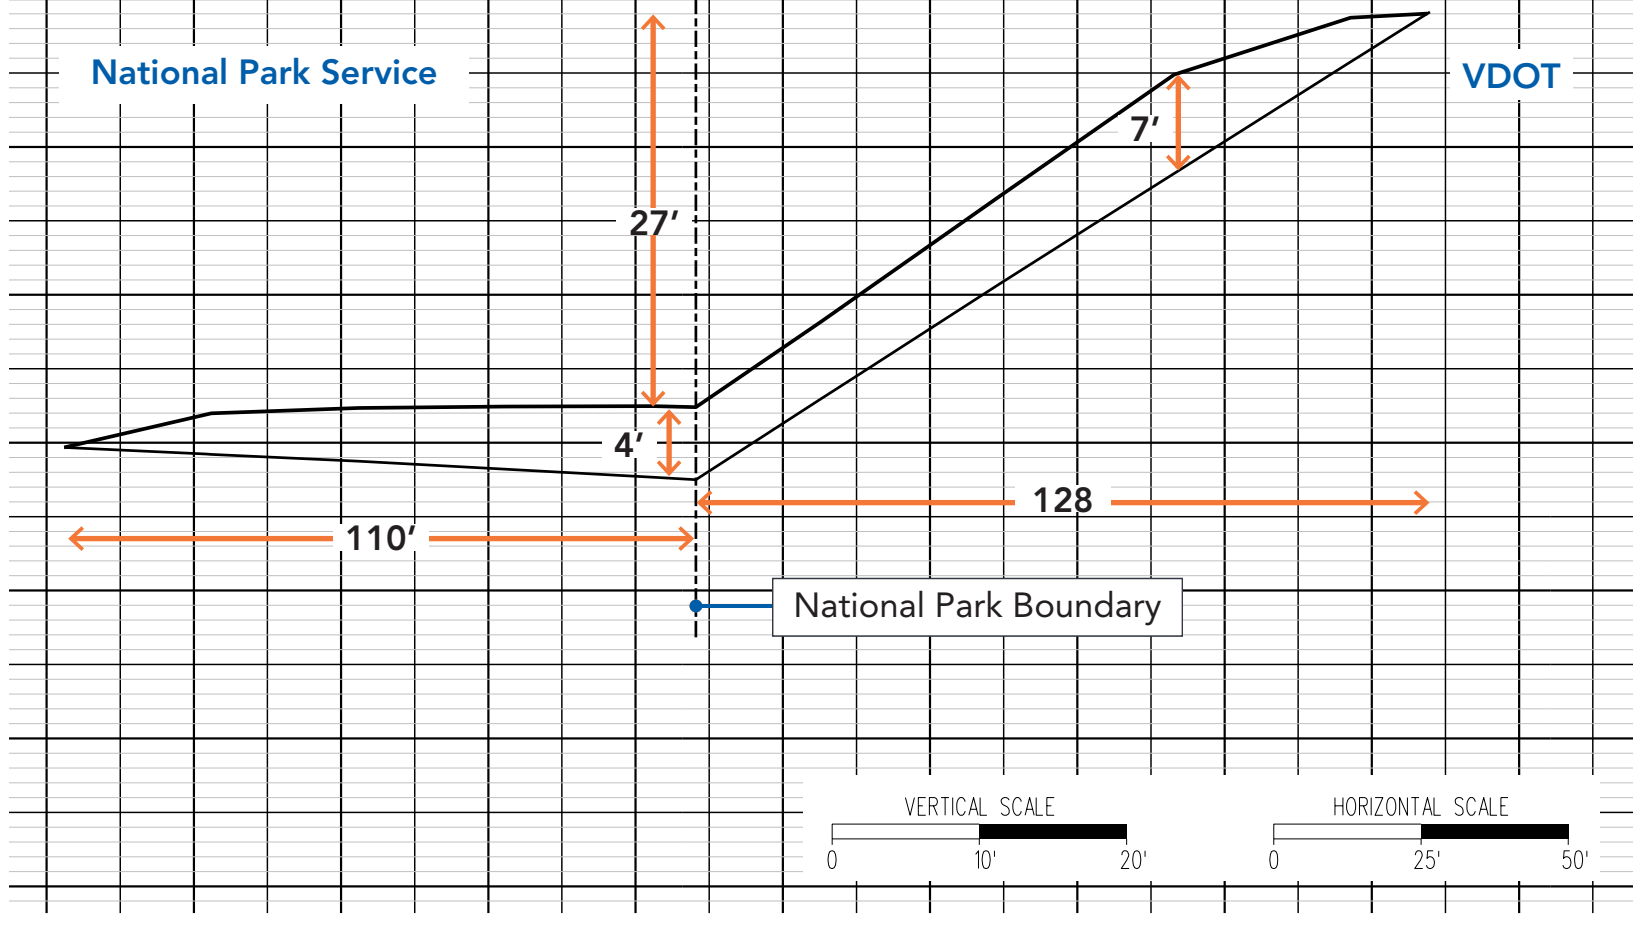 National Park Service
VDOT
7′
27′
4′
128
110′
National Park Boundary
VERTICAL SCALE
0 10' 20'
HORIZONTAL SCALE
0 25' 50'